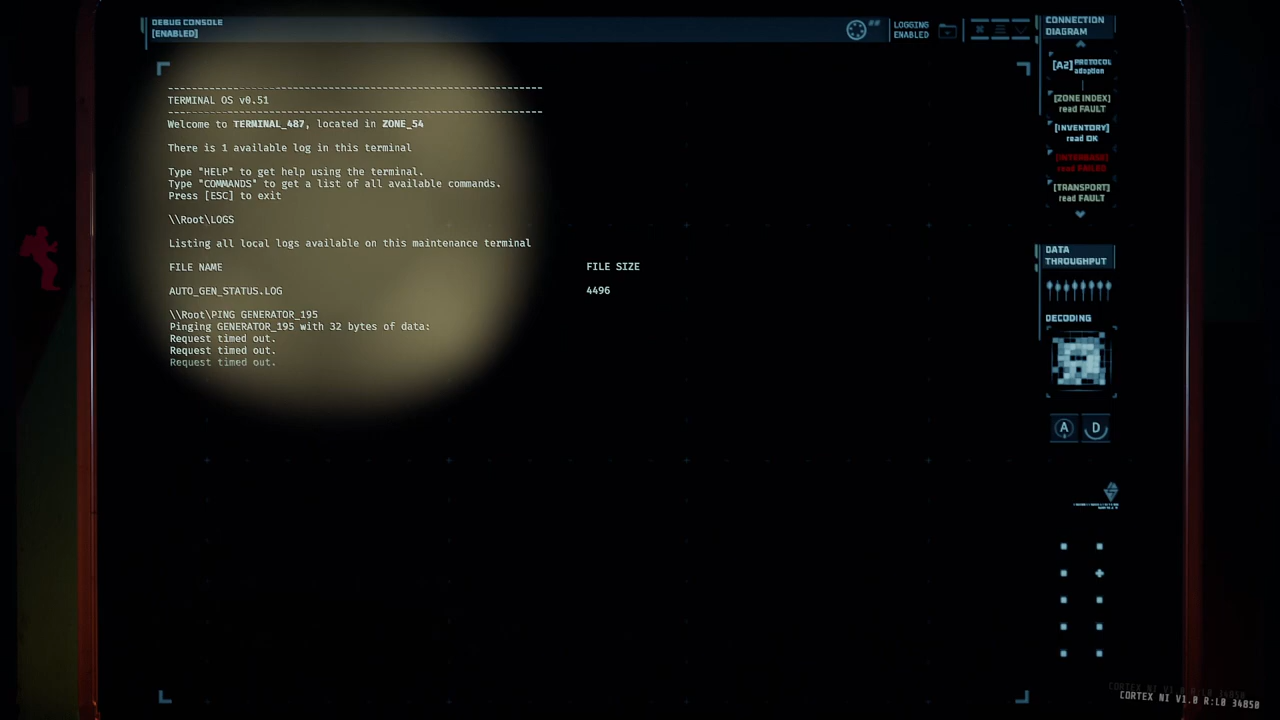 DEBUG CONSOLE
[ENABLED]
LOGGING
ENABLED
--------------------------------------------------------------
TERMINAL OS v0.51
--------------------------------------------------------------
Welcome to TERMINAL_487, located in ZONE_54
There is 1 available log in this terminal
Type "HELP" to get help using the terminal.
Type "COMMANDS" to get a list of all available commands.
Press [ESC] to exit
\\Root\LOGS
Listing all local logs available on this maintenance terminal
FILE NAME FILE SIZE
AUTO_GEN_STATUS.LOG 4496
\\Root\PING GENERATOR_195
Pinging GENERATOR_195 with 32 bytes of data:
Request timed out.
Request timed out.
Request timed out.
CONNECTION
DIAGRAM
[A2] PROTOCOL
adoption
[ZONE INDEX]
read FAULT
[INVENTORY]
read OK
[INTERBASE]
read FAILED
[TRANSPORT]
read FAULT
DATA
THROUGHPUT
DECODING
A D
CORTEX NI V1.0 R:L0 34850